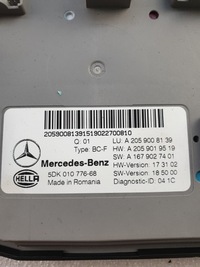 2059008139151902270081 0
Q: 01
LU: A 205 900 81 39
Type: BC-F
HW: A 205 901 95 19
SW: A 167 902 74 01
Mercedes-Benz
HW-Version: 17 31 02
5DK 010 776-68
SW-Version: 18 50 00
Made in Romania
Diagnostic-ID: 04 1C
HELLA